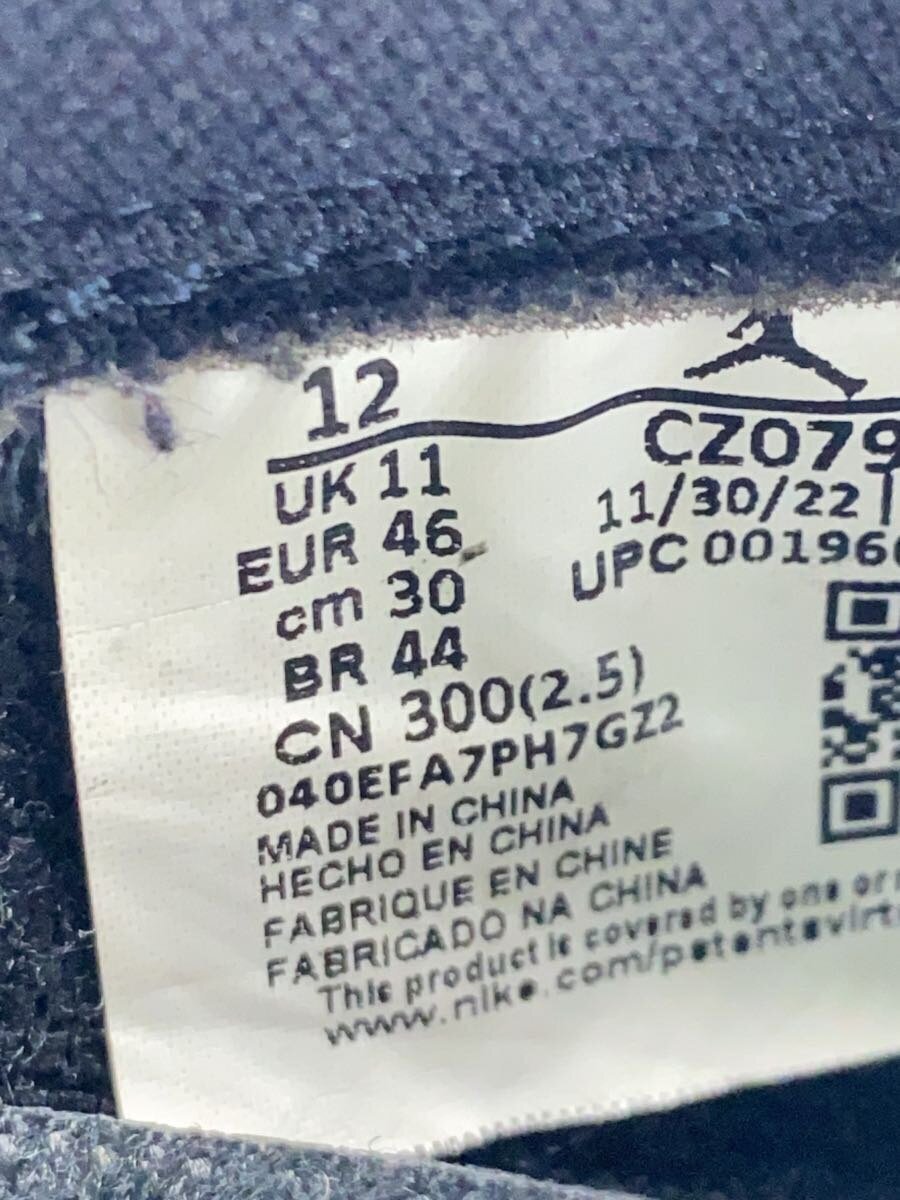 12
UK 11
EUR 46
cm 30
BR 44
CN 300(2.5)
040EFA7PH7GZ2
MADE IN CHINA
HECHO EN CHINA
FABRIQUE EN CHINE
FABRICADO NA CHINA
This product is covered by one or
www.nike.com/patentsvirt
CZ079
11/30/22
UPC 00196